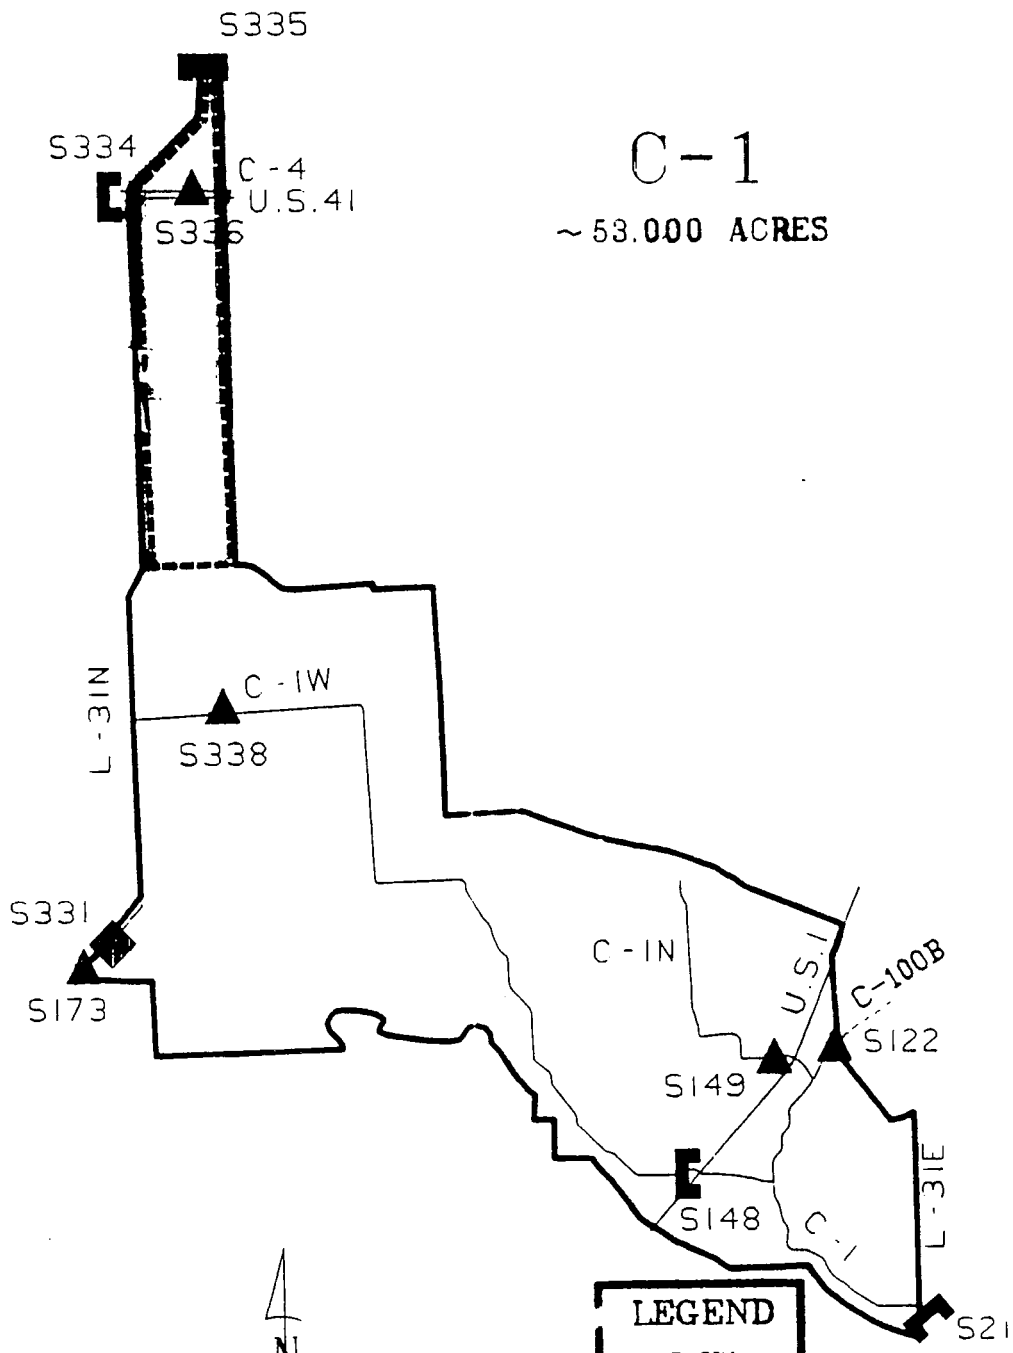 S335
S334
C-1
C-4
U.S.41
S336
~53.000 ACRES
L-31N
C-1W
S338
S331
C-1N
U.S.1
C-100B
S173
S122
S149
L-31E
S148
C-1
LEGEND
N
S21